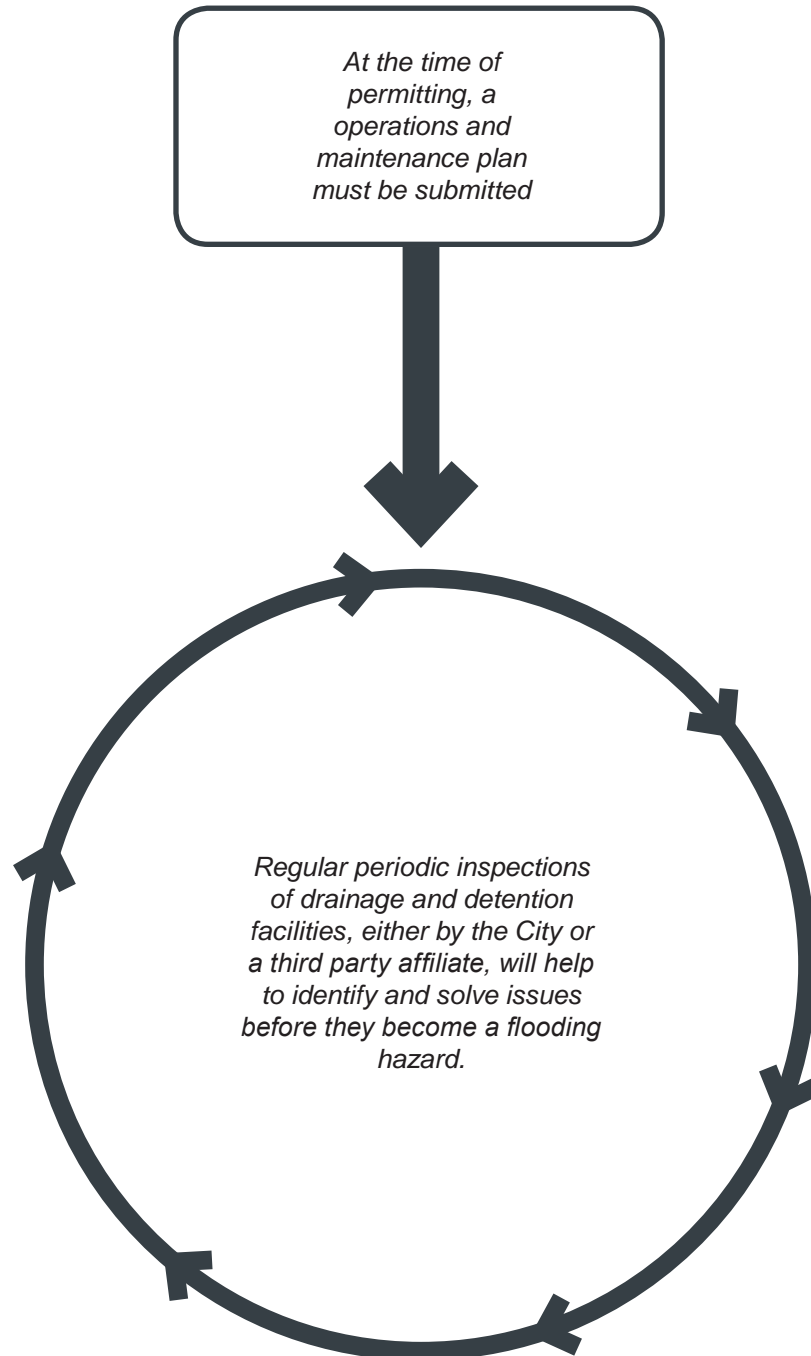 At the time of
permitting, a
operations and
maintenance plan
must be submitted
Regular periodic inspections
of drainage and detention
facilities, either by the City or
a third party affiliate, will help
to identify and solve issues
before they become a flooding
hazard.